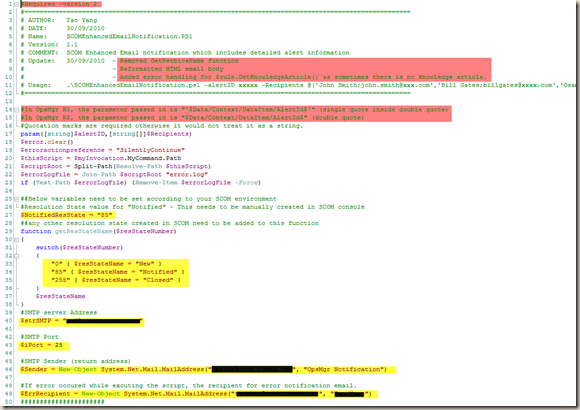 1 #Requires -version 2
2 #===
3 # AUTHOR: Tao Yang
4 # DATE: 30/09/2010
5 # Name: SCOMEnhancedEmailNotification.PS1
6 # Version: 1.1
7 # COMMENT: SCOM Enhanced Email notification which includes detailed alert information
8 # Update: 30/09/2010 - Removed GetNetbiosName function
9 # - Reformatted HTML email body
10 # - Added error handling for $rule.GetKnowledgeArticle() as sometimes there is no knowledge article.
11 # Usage: .\SCOMEnhancedEmailNotification.ps1 -alertID xxxxx -Recipients @('John Smith;john.smith@xxx.com','Bill Gates;billgates@xxxx.com','Osa
12 #===
13
14 #In OpsMgr R1, the parameter passed in is "'$Data/Context/DataItem/AlertId$'" (single quote inside double quote)
15 #In OpsMgr R2, the parameter passed in is "$Data/Context/DataItem/AlertId$" (double quote)
16 #Quotation marks are required otherwise it would not treat it as a string.
17 param([string]$alertID,[string[]]$Recipients)
18 $error.clear()
19 $erroractionpreference = "SilentlyContinue"
20 $thisScript = $myInvocation.MyCommand.Path
21 $scriptRoot = Split-Path(Resolve-Path $thisScript)
22 $errorLogFile = Join-Path $scriptRoot "error.log"
23 if (Test-Path $errorLogFile) {Remove-Item $errorLogFile -Force}
24
25 ##Below variables need to be set according to your SCOM environment
26 #Resolution State value for "Notified" - This needs to be manually created in SCOM console
27 $NotifiedResState = "85"
28 ##any other resolution state created in SCOM need to be added to this function
29 function getResStateName($resStateNumber)
30 {
31
32 switch($resStateNumber)
33 {
34 "0" { $resStateName = "New" }
35 "85" { $resStateName = "Notified" }
36 "255" { $resStateName = "Closed" }
37 }
$resStateName
38 }
39 #SMTP server Address
40 $strSMTP = "
41
42 #SMTP Port
43 $iPort = 25
44
45 #SMTP Sender (return address)
46 $Sender = New-Object System.Net.Mail.MailAddress(" ", "OpsMgr Notification")
47
48 #If error occured while excuting the script, the recipient for error notification email.
49 $ErrRecipient = New-Object System.Net.Mail.MailAddress(" ", " ")
50 ######################